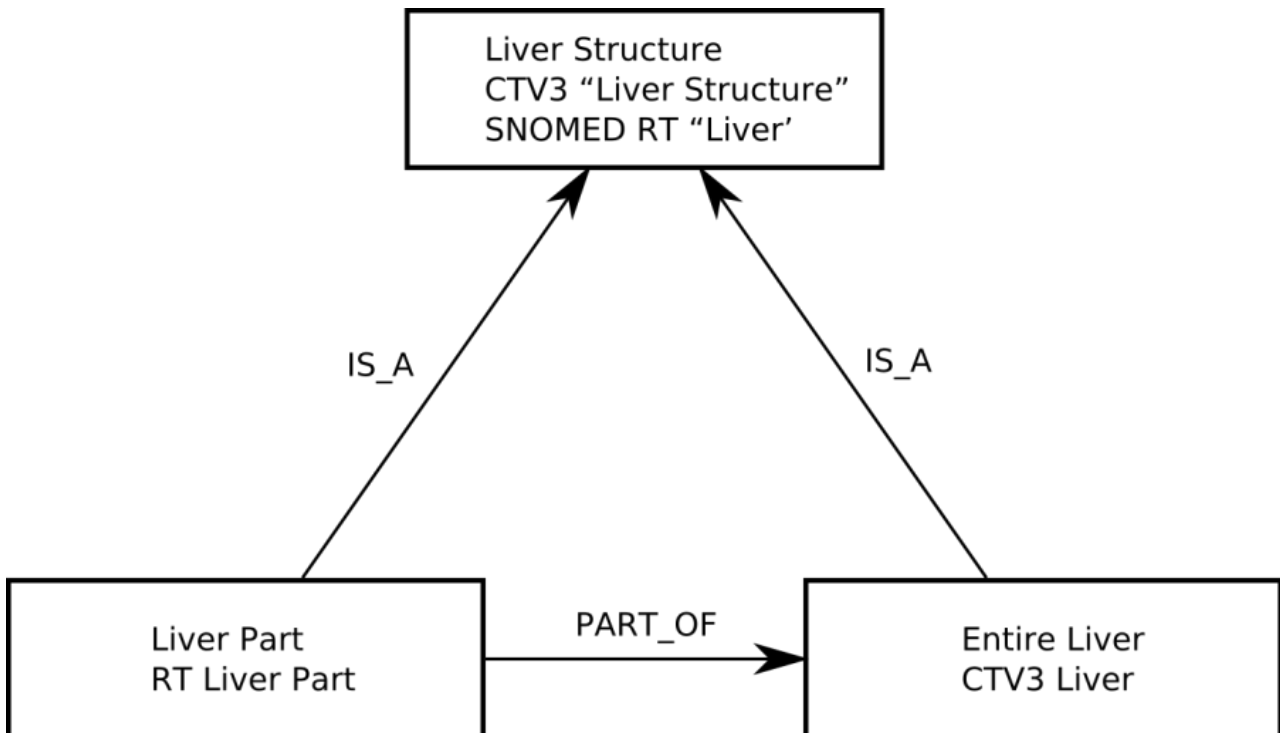 Liver Structure
CTV3 “Liver Structure”
SNOMED RT “Liver’
IS_A
IS_A
PART_OF
Liver Part
RT Liver Part
Entire Liver
CTV3 Liver